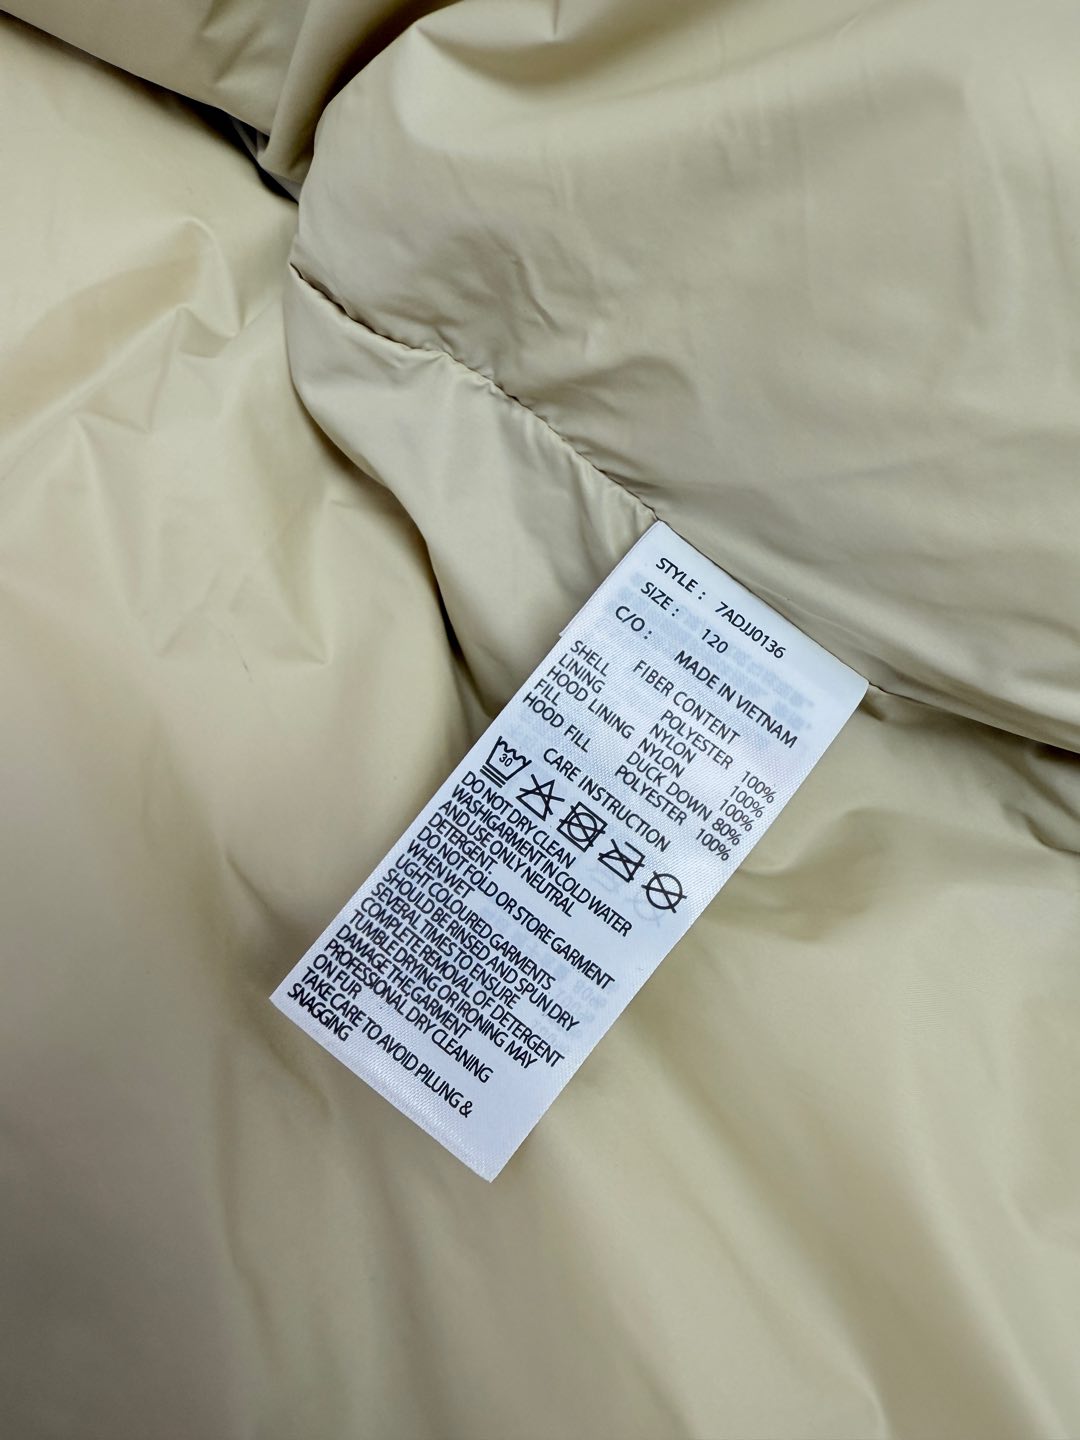 STYLE : 7ADJJ0136
SIZE : 120
C/O : MADE IN VIETNAM
FIBER CONTENT
SHELL POLYESTER 100%
LINING NYLON 100%
HOOD LINING NYLON 100%
FILL DUCK DOWN 80%
HOOD FILL POLYESTER 100%
CARE INSTRUCTION
30
DO NOT DRY CLEAN
WASHGARMENT IN COLD WATER
AND USE ONLY NEUTRAL
DETERGENT.
DO NOT FOLD OR STORE GARMENT
WHEN WET
UGHT COLOURED GARMENTS
SHOULD BE RINSED AND SPUN DRY
SEVERAL TIMES TO ENSURE
COMPLETE REMOVAL OF DETERGENT
TUMBLE DRYING OR IRONING MAY
DAMAGE THE GARMENT
PROFESSIONAL DRY CLEANING
ON FUR
TAKE CARE TO AVOID PILUNG &
SNAGGING